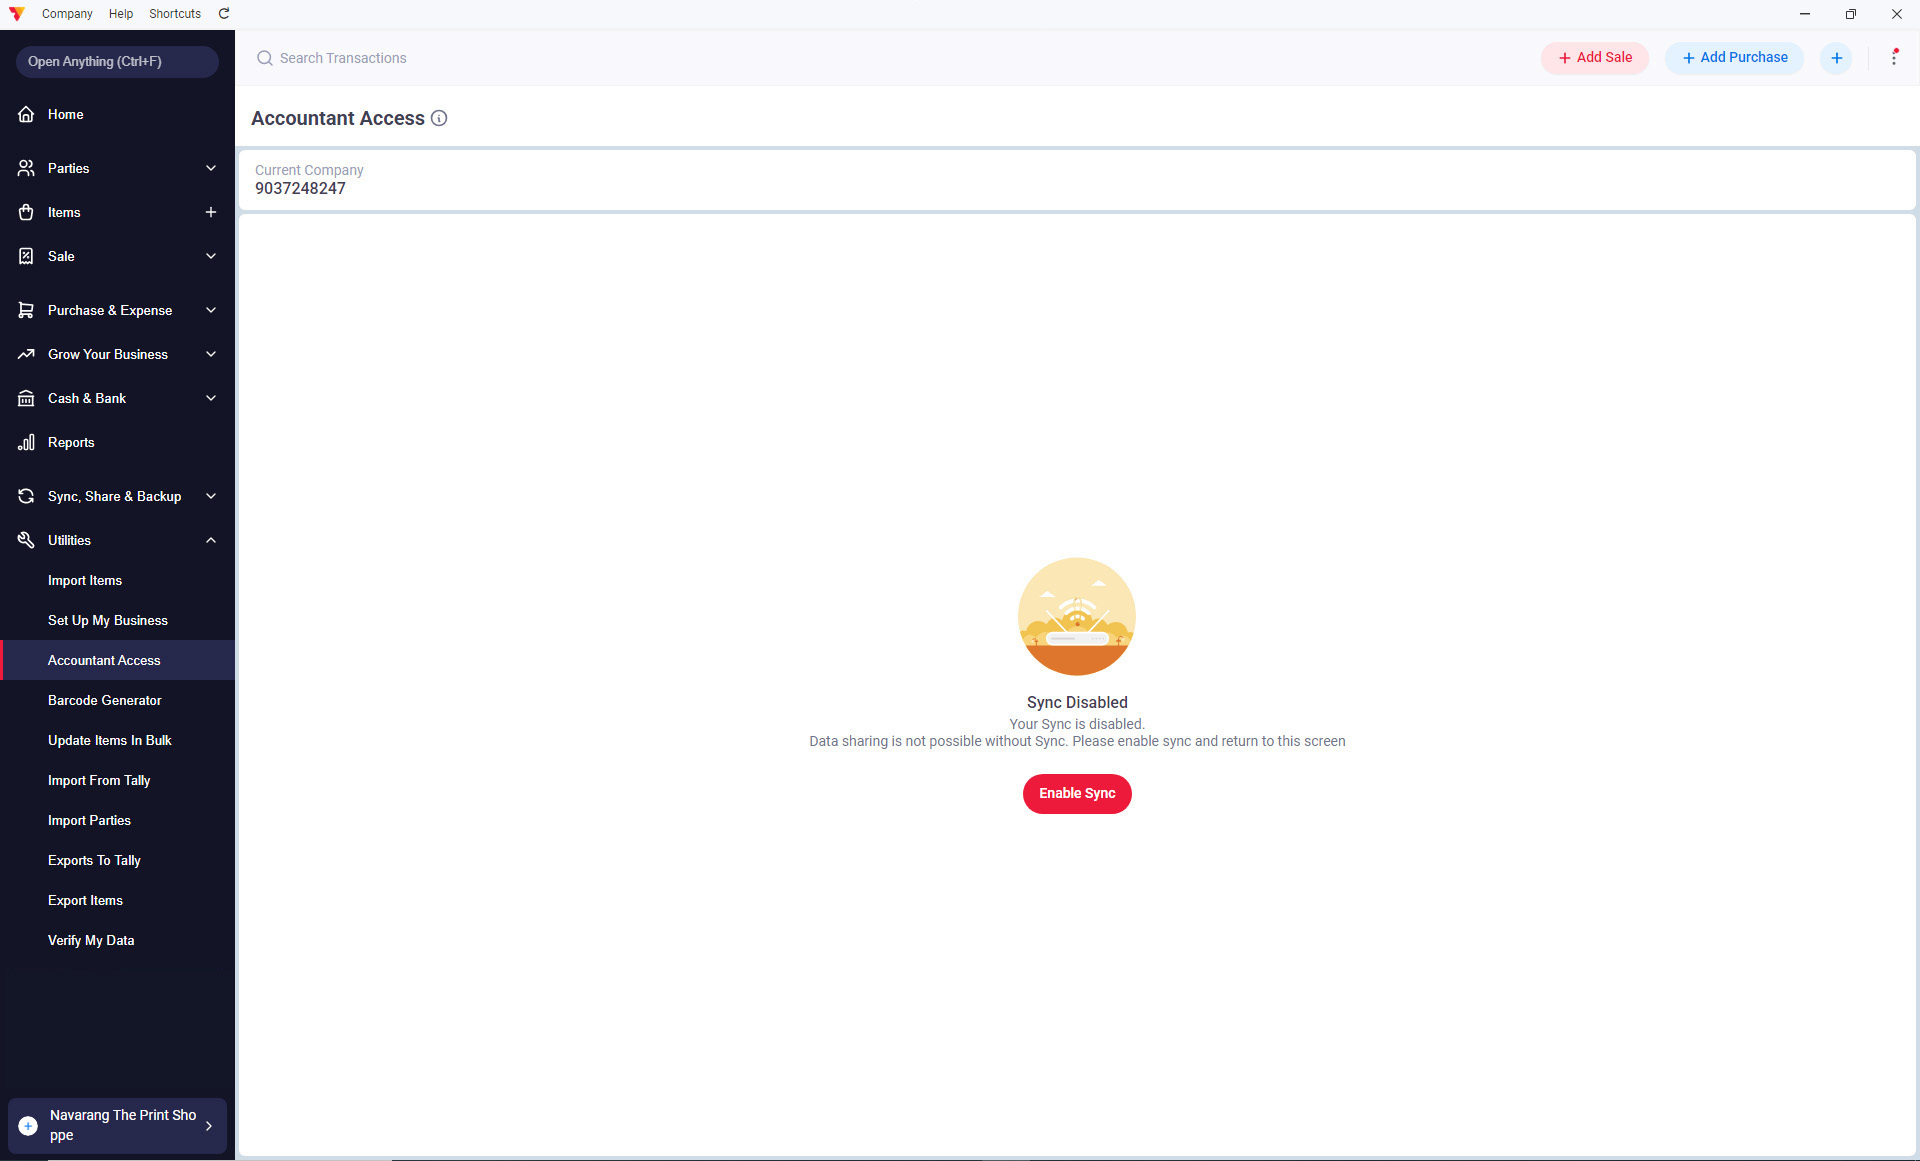 Company Help Shortcuts
Open Anything (Ctrl+F)
Search Transactions
Add Sale
Add Purchase
Home
Accountant Access
Parties
Current Company
9037248247
Items
Sale
Purchase & Expense
Grow Your Business
Cash & Bank
Reports
Sync, Share & Backup
Utilities
Import Items
Set Up My Business
Accountant Access
Barcode Generator
Update Items In Bulk
Import From Tally
Import Parties
Exports To Tally
Export Items
Verify My Data
Sync Disabled
Your Sync is disabled.
Data sharing is not possible without Sync. Please enable sync and return to this screen
Enable Sync
Navarang The Print Sho
ppe